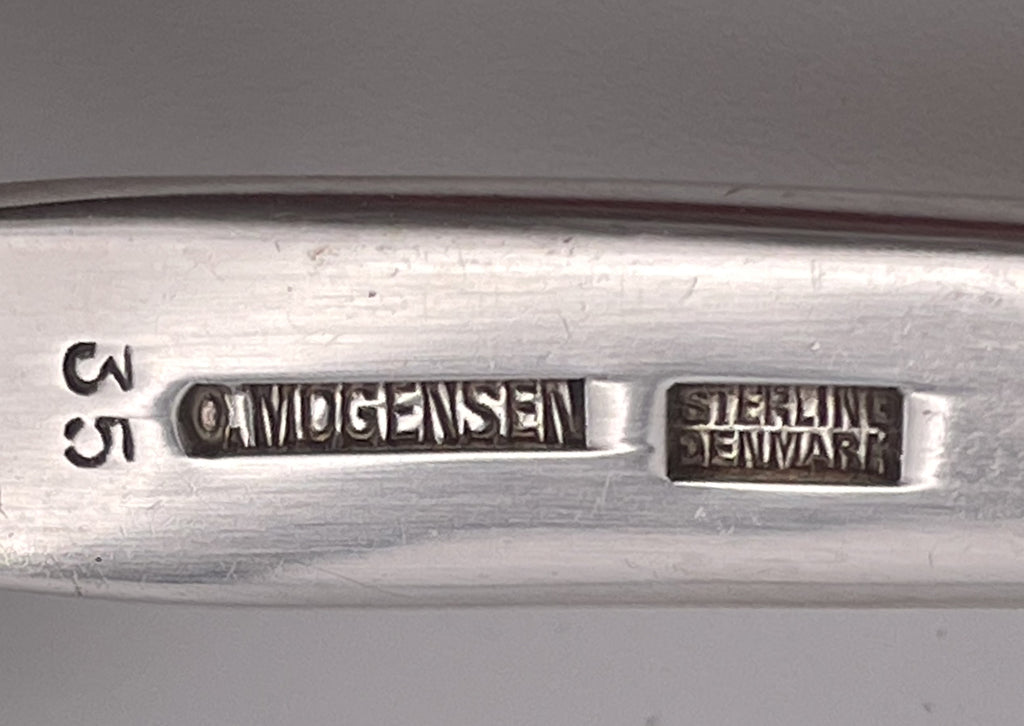 35
O.MOGENSEN
STERLING
DENMARK